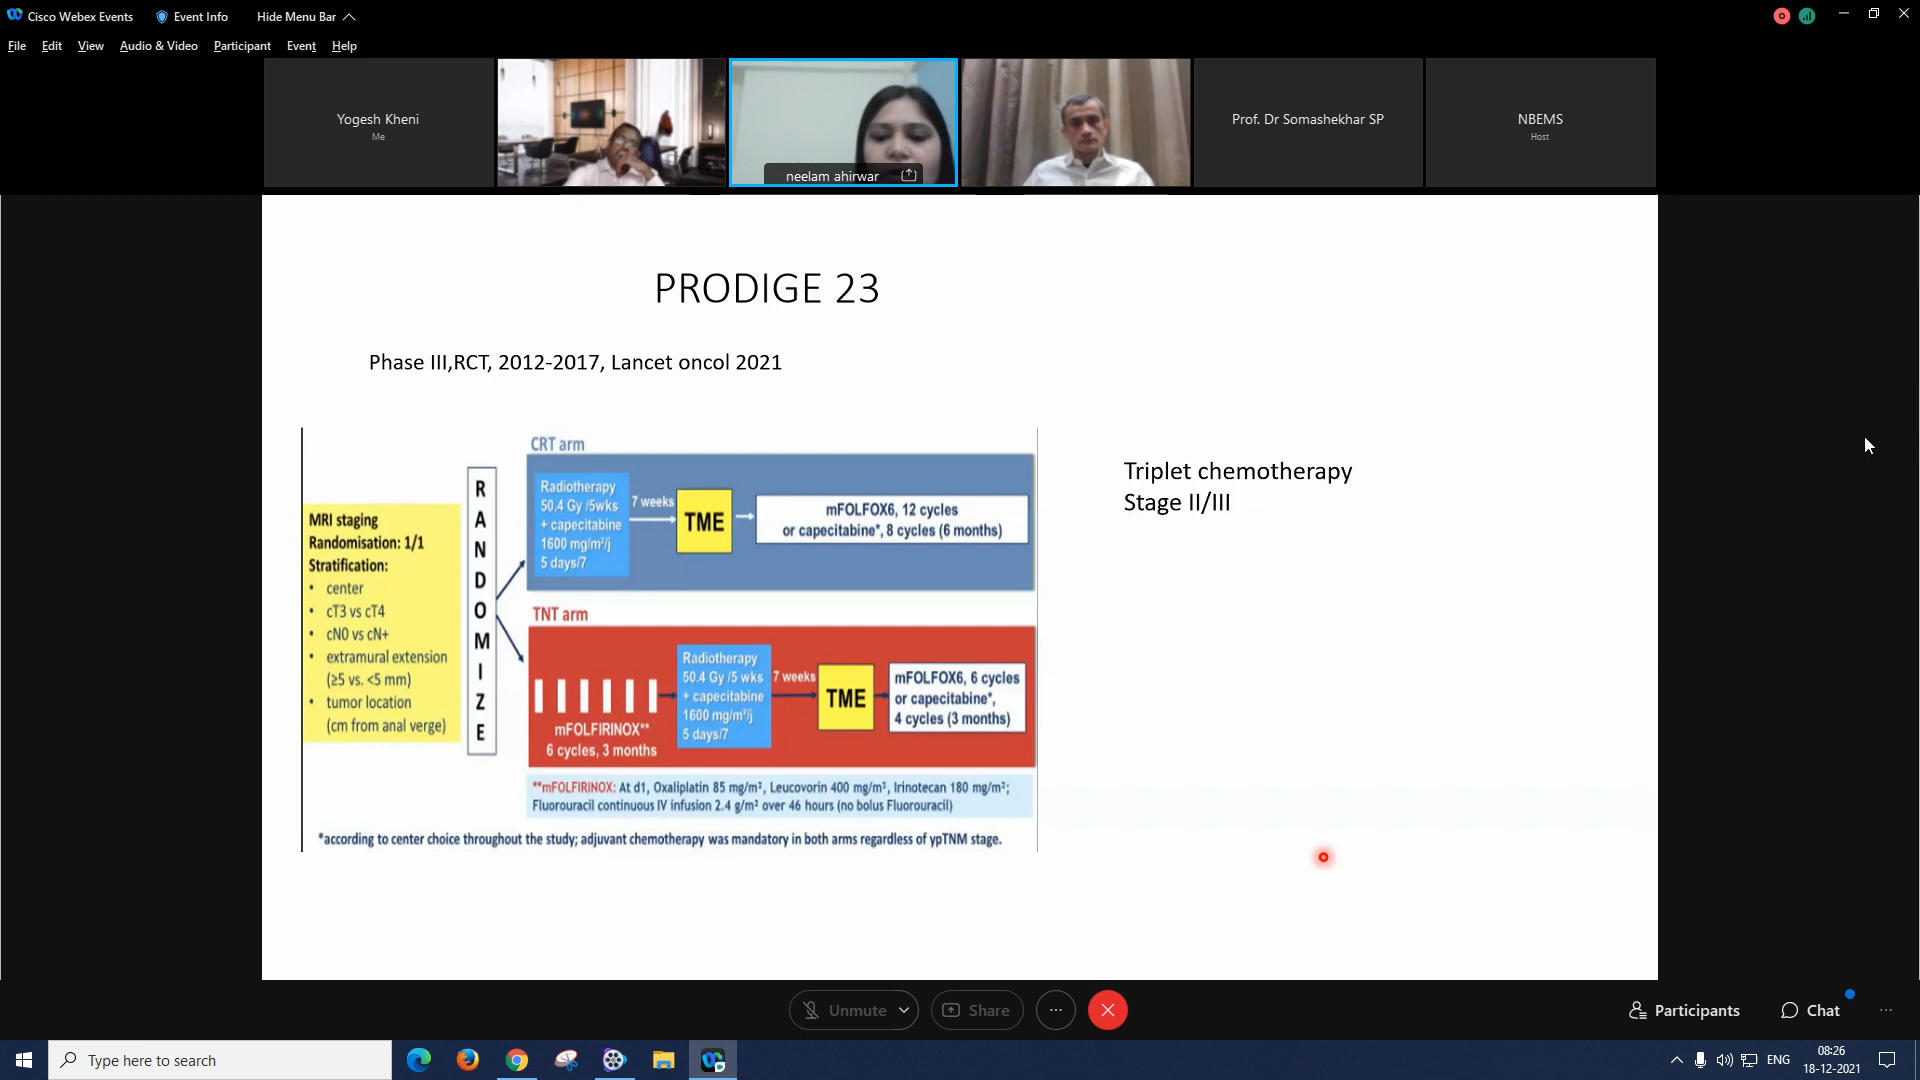 Cisco Webex Events
Event Info
Hide Menu Bar
File Edit View Audio & Video Participant Event Help
Yogesh Kheni
Me
neelam ahirwar
Prof. Dr Somashekhar SP
NBEMS
Host
PRODIGE 23
Phase III,RCT, 2012-2017, Lancet oncol 2021
MRI staging
Randomisation: 1/1
Stratification:
• center
• cT3 vs cT4
• cN0 vs cN+
• extramural extension
(≥5 vs. <5 mm)
• tumor location
(cm from anal verge)
RANDOMIZE
CRT arm
Radiotherapy
50.4 Gy /5wks
+ capecitabine
1600 mg/m²/j
5 days/7
7 weeks
TME
mFOLFOX6, 12 cycles
or capecitabine*, 8 cycles (6 months)
TNT arm
mFOLFIRINOX**
6 cycles, 3 months
Radiotherapy
50.4 Gy /5 wks
+ capecitabine
1600 mg/m²/j
5 days/7
7 weeks
TME
mFOLFOX6, 6 cycles
or capecitabine*,
4 cycles (3 months)
**mFOLFIRINOX: At d1, Oxaliplatin 85 mg/m², Leucovorin 400 mg/m², Irinotecan 180 mg/m²;
Fluorouracil continuous IV infusion 2.4 g/m² over 46 hours (no bolus Fluorouracil)
*according to center choice throughout the study; adjuvant chemotherapy was mandatory in both arms regardless of ypTNM stage.
Triplet chemotherapy
Stage II/III
Unmute
Share
Participants
Chat
Type here to search
ENG
08:26
18-12-2021